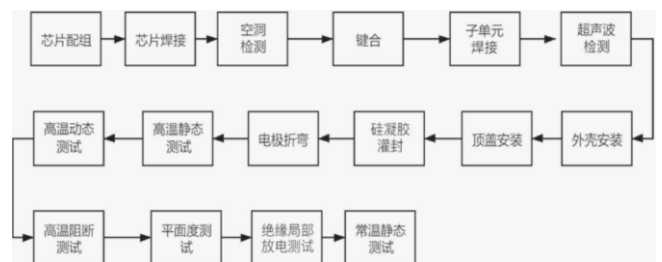 芯片配组
芯片焊接
空洞
检测
键合
子单元
焊接
超声波
检测
外壳安装
顶盖安装
硅凝胶
灌封
电极折弯
高温静态
测试
高温动态
测试
高温阻断
测试
平面度测
试
绝缘局部
放电测试
常温静态
测试